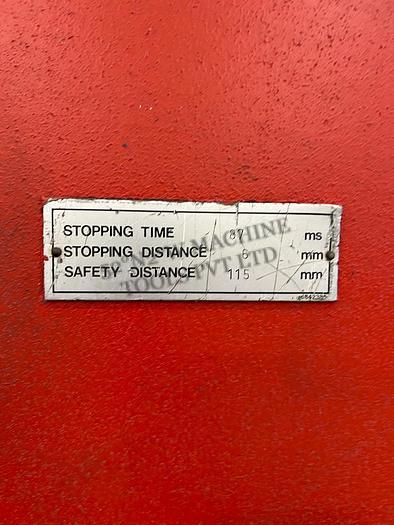 STOPPING TIME 87 ms
STOPPING DISTANCE 6 mm
SAFETY DISTANCE 115 mm
MACHINE
TOOLS PVT LTD